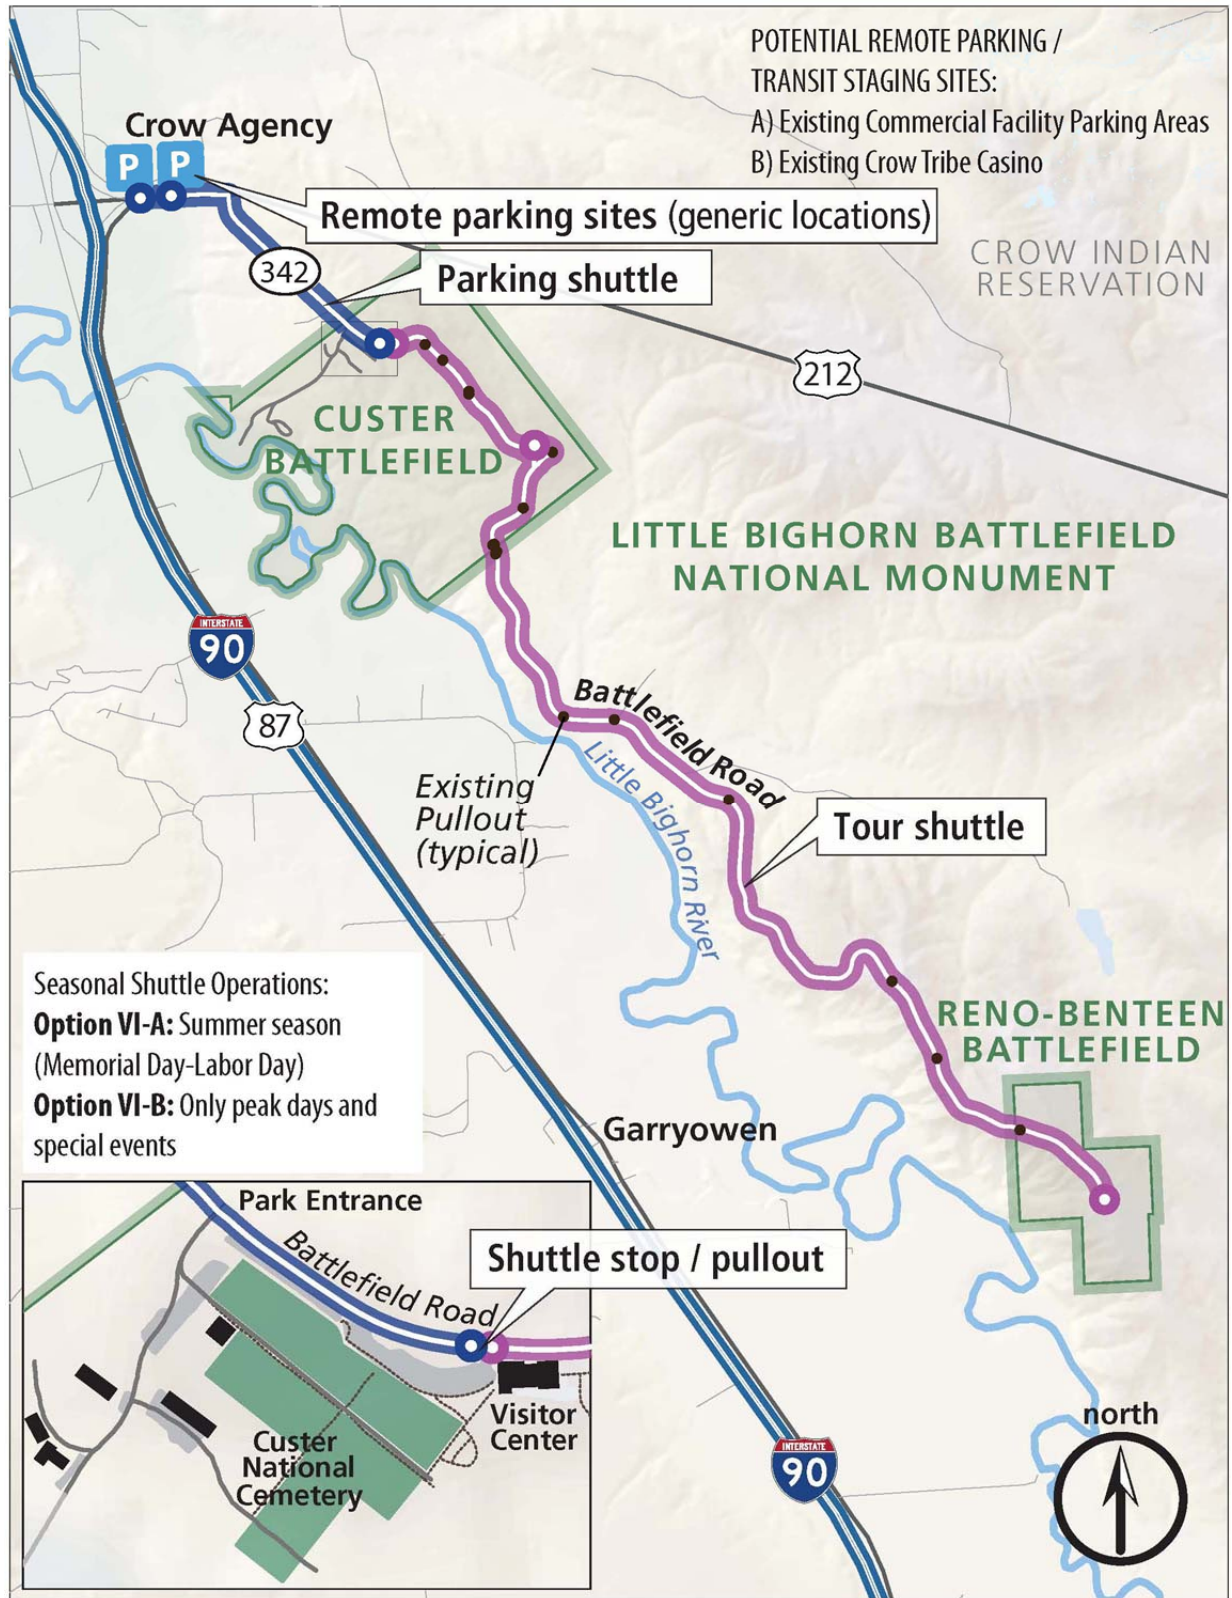 POTENTIAL REMOTE PARKING /
TRANSIT STAGING SITES:
A) Existing Commercial Facility Parking Areas
B) Existing Crow Tribe Casino
Crow Agency
P P
Remote parking sites (generic locations)
CROW INDIAN
RESERVATION
342
Parking shuttle
212
CUSTER
BATTLEFIELD
LITTLE BIGHORN BATTLEFIELD
NATIONAL MONUMENT
INTERSTATE
90
87
Battlefield Road
Existing
Pullout
(typical)
Little Bighorn River
Tour shuttle
Seasonal Shuttle Operations:
Option VI-A: Summer season
(Memorial Day-Labor Day)
Option VI-B: Only peak days and
special events
RENO-BENTEEN
BATTLEFIELD
Garryowen
Park Entrance
Battlefield Road
Shuttle stop / pullout
Visitor
Center
Custer
National
Cemetery
INTERSTATE
90
north